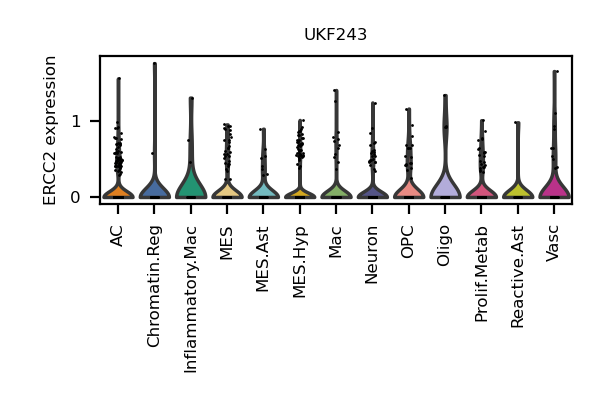 UKF243
ERCC2 expression
1
0
AC
Chromatin.Reg
Inflammatory.Mac
MES
MES.Ast
MES.Hyp
Mac
Neuron
OPC
Oligo
Prolif.Metab
Reactive.Ast
Vasc